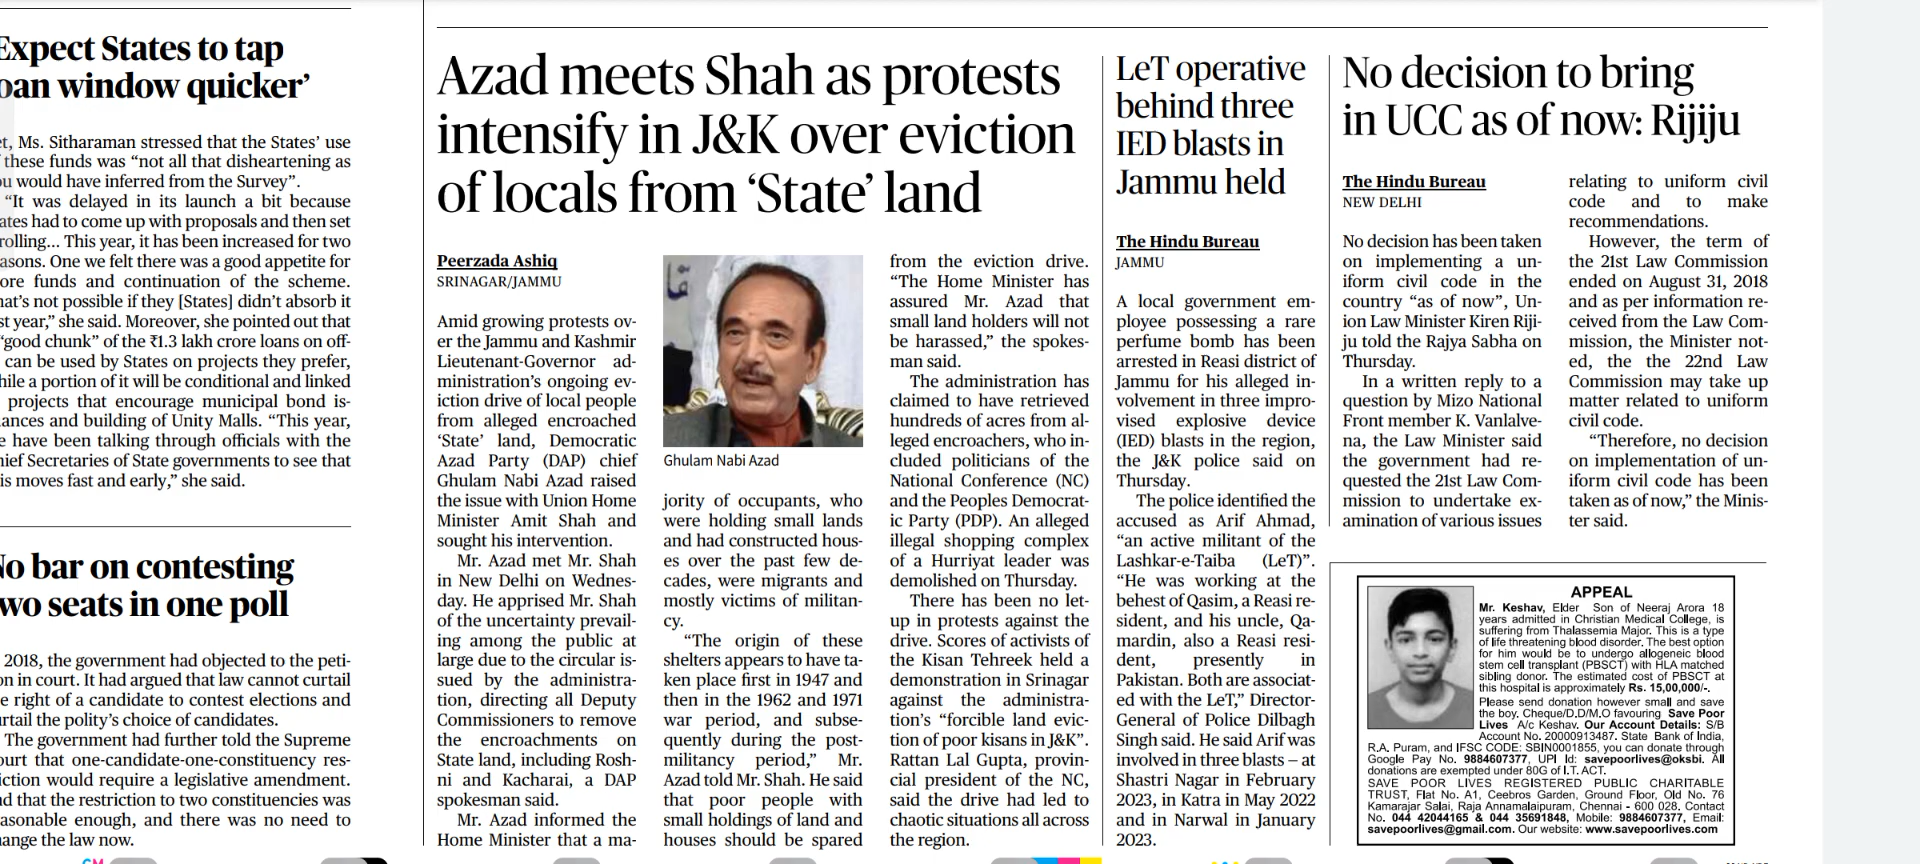 Expect States to tap
oan window quicker’
et, Ms. Sitharaman stressed that the States’ use
f these funds was “not all that disheartening as
ou would have inferred from the Survey”.
“It was delayed in its launch a bit because
ates had to come up with proposals and then set
rolling... This year, it has been increased for two
asons. One we felt there was a good appetite for
ore funds and continuation of the scheme.
hat’s not possible if they [States] didn’t absorb it
st year,” she said. Moreover, she pointed out that
“good chunk” of the ₹1.3 lakh crore loans on off-
can be used by States on projects they prefer,
hile a portion of it will be conditional and linked
projects that encourage municipal bond is-
ances and building of Unity Malls. “This year,
e have been talking through officials with the
hief Secretaries of State governments to see that
is moves fast and early,” she said.
No bar on contesting
wo seats in one poll
2018, the government had objected to the peti-
on in court. It had argued that law cannot curtail
e right of a candidate to contest elections and
urtail the polity’s choice of candidates.
The government had further told the Supreme
ourt that one-candidate-one-constituency res-
iction would require a legislative amendment.
nd that the restriction to two constituencies was
asonable enough, and there was no need to
hange the law now.
Azad meets Shah as protests
intensify in J&K over eviction
of locals from ‘State’ land
Peerzada Ashiq
SRINAGAR/JAMMU
Amid growing protests ov-
er the Jammu and Kashmir
Lieutenant-Governor ad-
ministration’s ongoing ev-
iction drive of local people
from alleged encroached
‘State’ land, Democratic
Azad Party (DAP) chief
Ghulam Nabi Azad raised
the issue with Union Home
Minister Amit Shah and
sought his intervention.
Mr. Azad met Mr. Shah
in New Delhi on Wednes-
day. He apprised Mr. Shah
of the uncertainty prevail-
ing among the public at
large due to the circular is-
sued by the administra-
tion, directing all Deputy
Commissioners to remove
the encroachments on
State land, including Rosh-
ni and Kacharai, a DAP
spokesman said.
Mr. Azad informed the
Home Minister that a ma-
Ghulam Nabi Azad
jority of occupants, who
were holding small lands
and had constructed hous-
es over the past few de-
cades, were migrants and
mostly victims of militan-
cy.
“The origin of these
shelters appears to have ta-
ken place first in 1947 and
then in the 1962 and 1971
war period, and subse-
quently during the post-
militancy period,” Mr.
Azad told Mr. Shah. He said
that poor people with
small holdings of land and
houses should be spared
from the eviction drive.
“The Home Minister has
assured Mr. Azad that
small land holders will not
be harassed,” the spokes-
man said.
The administration has
claimed to have retrieved
hundreds of acres from al-
leged encroachers, who in-
cluded politicians of the
National Conference (NC)
and the Peoples Democrat-
ic Party (PDP). An alleged
illegal shopping complex
of a Hurriyat leader was
demolished on Thursday.
There has been no let-
up in protests against the
drive. Scores of activists of
the Kisan Tehreek held a
demonstration in Srinagar
against the administra-
tion’s “forcible land evic-
tion of poor kisans in J&K”.
Rattan Lal Gupta, provin-
cial president of the NC,
said the drive had led to
chaotic situations all across
the region.
LeT operative
behind three
IED blasts in
Jammu held
The Hindu Bureau
JAMMU
A local government em-
ployee possessing a rare
perfume bomb has been
arrested in Reasi district of
Jammu for his alleged in-
volvement in three impro-
vised explosive device
(IED) blasts in the region,
the J&K police said on
Thursday.
The police identified the
accused as Arif Ahmad,
“an active militant of the
Lashkar-e-Taiba (LeT)”.
“He was working at the
behest of Qasim, a Reasi re-
sident, and his uncle, Qa-
mardin, also a Reasi resi-
dent, presently in
Pakistan. Both are associat-
ed with the LeT,” Director-
General of Police Dilbagh
Singh said. He said Arif was
involved in three blasts – at
Shastri Nagar in February
2023, in Katra in May 2022
and in Narwal in January
2023.
No decision to bring
in UCC as of now: Rijiju
The Hindu Bureau
NEW DELHI
No decision has been taken
on implementing a un-
iform civil code in the
country “as of now”, Un-
ion Law Minister Kiren Riji-
ju told the Rajya Sabha on
Thursday.
In a written reply to a
question by Mizo National
Front member K. Vanlalve-
na, the Law Minister said
the government had re-
quested the 21st Law Com-
mission to undertake ex-
amination of various issues
relating to uniform civil
code and to make
recommendations.
However, the term of
the 21st Law Commission
ended on August 31, 2018
and as per information re-
ceived from the Law Com-
mission, the Minister not-
ed, the the 22nd Law
Commission may take up
matter related to uniform
civil code.
“Therefore, no decision
on implementation of un-
iform civil code has been
taken as of now,” the Minis-
ter said.
APPEAL
Mr. Keshav, Elder Son of Neeraj Arora 18
years admitted in Christian Medical College, is
suffering from Thalassemia Major. This is a type
of life threatening blood disorder. The best option
for him would be to undergo allogeneic blood
stem cell transplant (PBSCT) with HLA matched
sibling donor. The estimated cost of PBSCT at
this hospital is approximately Rs. 15,00,000/-.
Please send donation however small and save
the boy. Cheque/D.D/M.O favouring Save Poor
Lives A/c Keshav. Our Account Details: S/B
Account No. 20000913487. State Bank of India,
R.A. Puram, and IFSC CODE: SBIN0001855, you can donate through
Google Pay No. 9884607377, UPI Id: savepoorlives@oksbi. All
donations are exempted under 80G of I.T. ACT.
SAVE POOR LIVES REGISTERED PUBLIC CHARITABLE
TRUST, Flat No. A1, Ceebros Garden, Ground Floor, Old No. 76
Kamarajar Salai, Raja Annamalaipuram, Chennai - 600 028. Contact
No. 044 42044165 & 044 35691848, Mobile: 9884607377, Email:
savepoorlives@gmail.com. Our website: www.savepoorlives.com